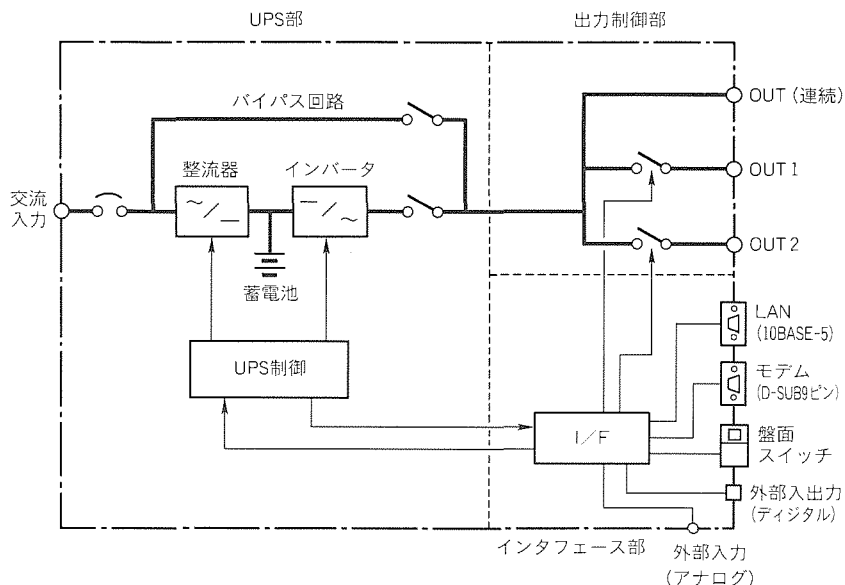 UPS部
出力制御部
バイパス回路
整流器
インバータ
交流
入力
蓄電池
UPS制御
OUT(連続)
OUT1
OUT2
LAN
(10BASE-5)
モデム
(D-SUB9ピン)
盤面
スイッチ
I/F
外部入出力
(ディジタル)
インタフェース部
外部入力
(アナログ)